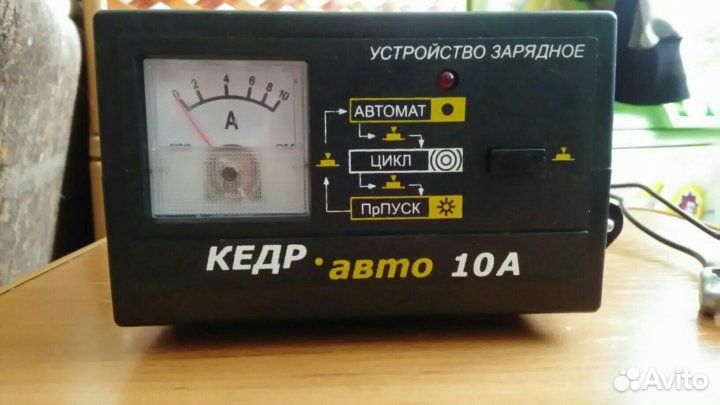 УСТРОЙСТВО ЗАРЯДНОЕ
0 2 4 6 8 10
А
АВТОМАТ
ЦИКЛ
ПрПУСК
КЕДР·авто 10А
Avito